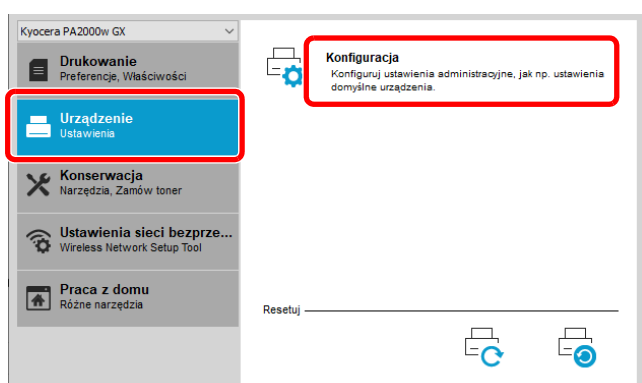 Kyocera PA2000w GX
Drukowanie
Preferencje, Właściwości
Urządzenie
Ustawienia
Konserwacja
Narzędzia, Zamów toner
Ustawienia sieci bezprze...
Wireless Network Setup Tool
Praca z domu
Różne narzędzia
Konfiguracja
Konfiguruj ustawienia administracyjne, jak np. ustawienia
domyślne urządzenia.
Resetuj